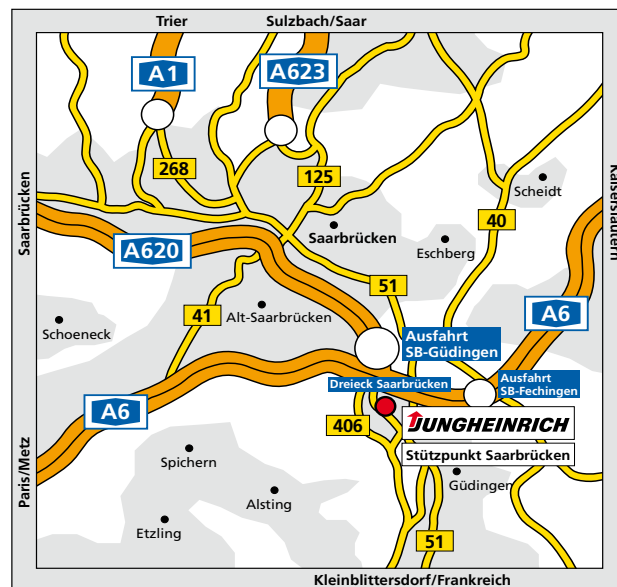 Trier
Sulzbach/Saar
A1
A623
268
125
Scheidt
Saarbrücken
Kaiserslautern
Saarbrücken
40
A620
Eschberg
51
41
Alt-Saarbrücken
A6
Schoeneck
Ausfahrt
SB-Güdingen
Dreieck Saarbrücken
Ausfahrt
SB-Fechingen
A6
406
JUNGHEINRICH
Stützpunkt Saarbrücken
Paris/Metz
Spichern
Güdingen
Alsting
Etzling
51
Kleinblittersdorf/Frankreich